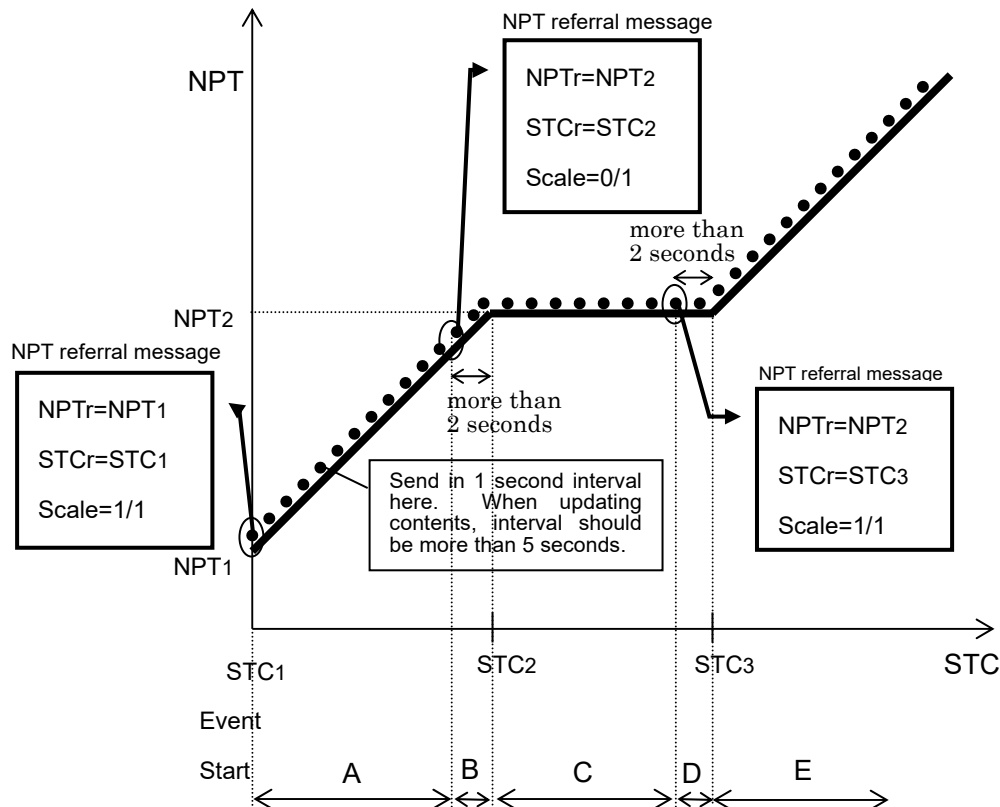 NPT referral message
NPT
NPTr=NPT2
STCr=STC2
Scale=0/1
more than
2 seconds
NPT2
NPT referral message
NPTr=NPT1
STCr=STC1
Scale=1/1
more than
2 seconds
NPT referral message
NPTr=NPT2
STCr=STC3
Scale=1/1
Send in 1 second interval
here. When updating
contents, interval should
be more than 5 seconds.
NPT1
STC1
STC2
STC3
STC
Event
Start
A
B
C
D
E